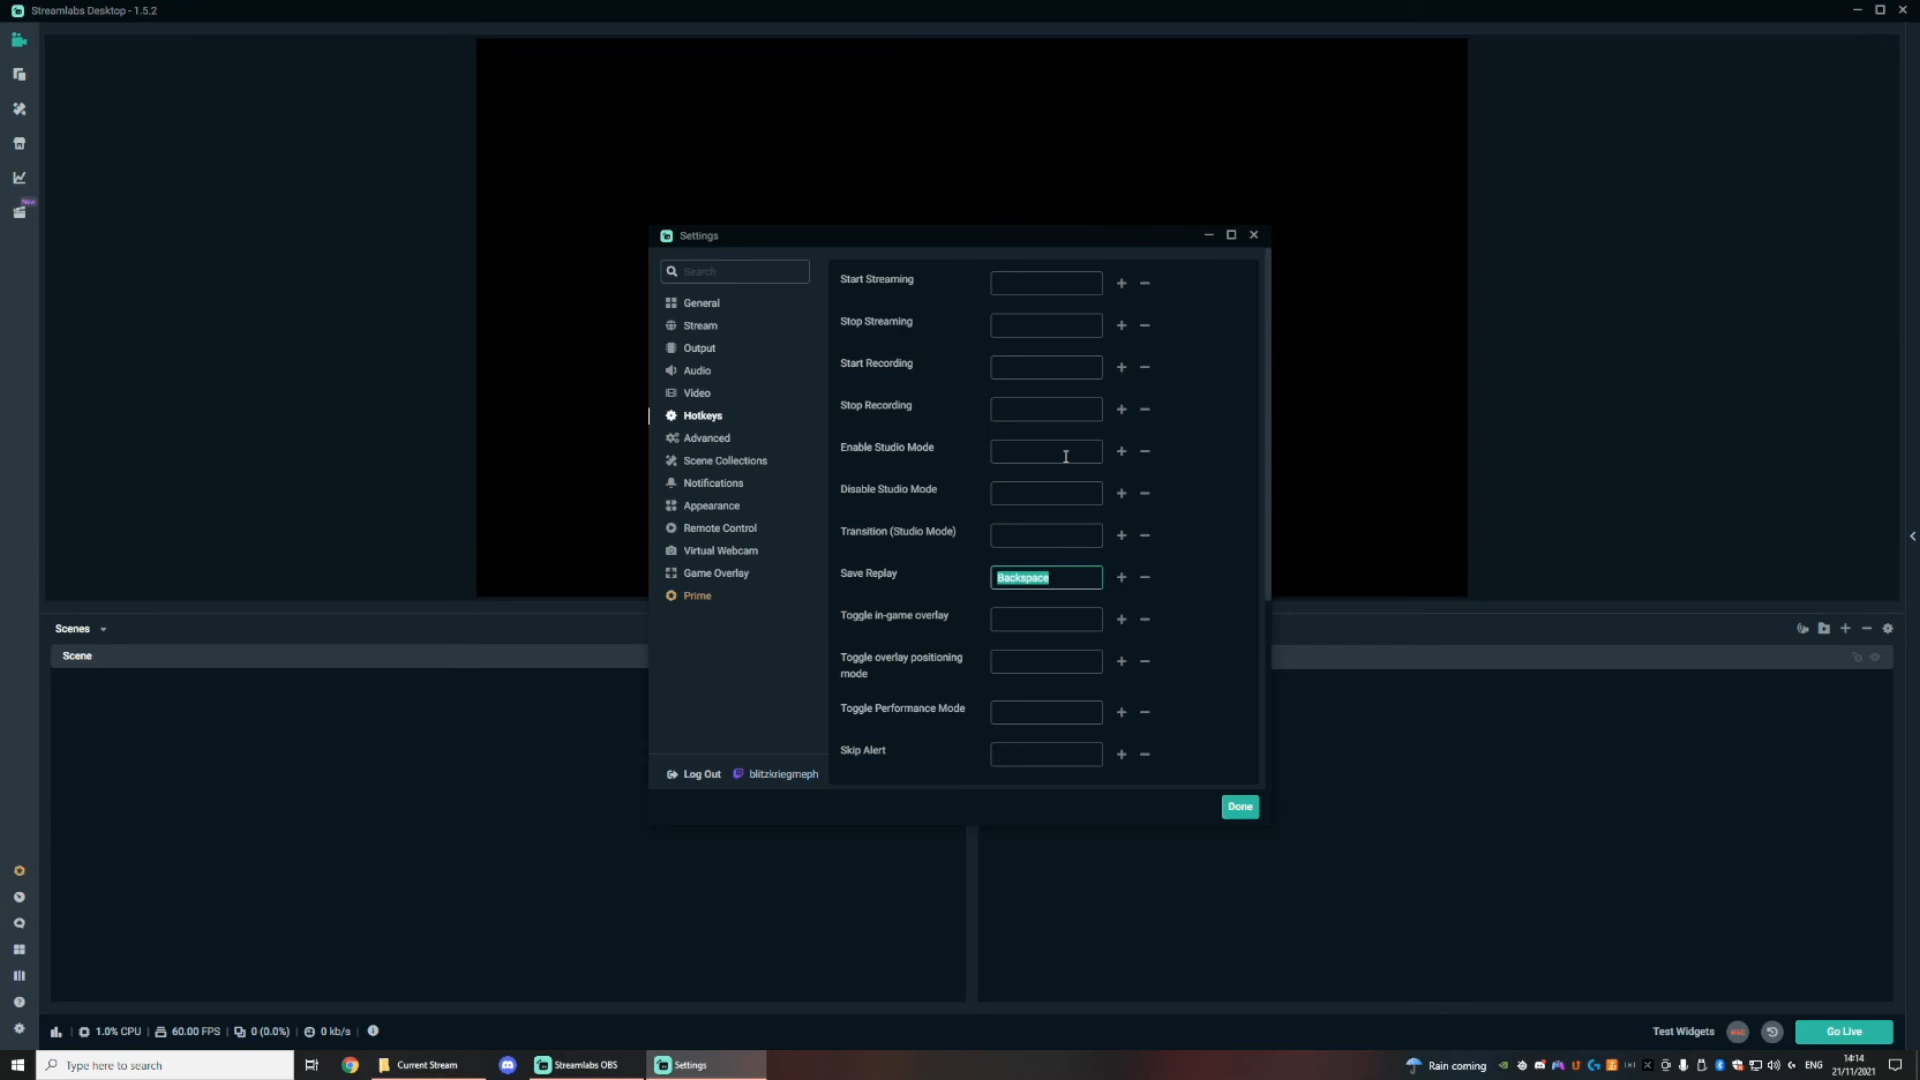 Streamlabs Desktop - 1.5.2
New
Settings
Search
General
Stream
Output
Audio
Video
Hotkeys
Advanced
Scene Collections
Notifications
Appearance
Remote Control
Virtual Webcam
Game Overlay
Prime
Log Out blitzkriegmeph
Start Streaming
Stop Streaming
Start Recording
Stop Recording
Enable Studio Mode
Disable Studio Mode
Transition (Studio Mode)
Save Replay Backspace
Toggle in-game overlay
Toggle overlay positioning
mode
Toggle Performance Mode
Skip Alert
Done
Scenes
Scene
1.0% CPU 60.00 FPS 0 (0.0%) 0 kb/s
Test Widgets REC Go Live
Type here to search Current Stream Streamlabs OBS Settings Rain coming ENG
14:14
21/11/2021